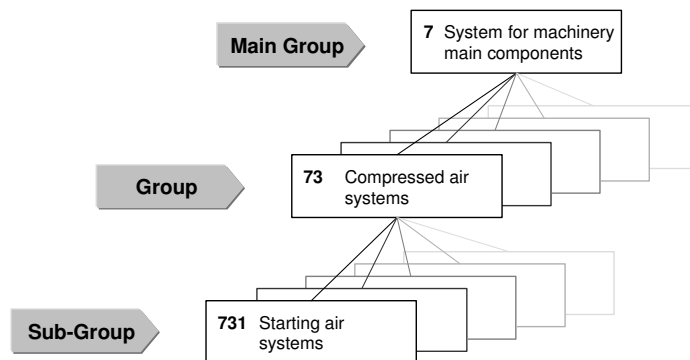 Main Group
7 System for machinery
main components
Group
73 Compressed air
systems
Sub-Group
731 Starting air
systems